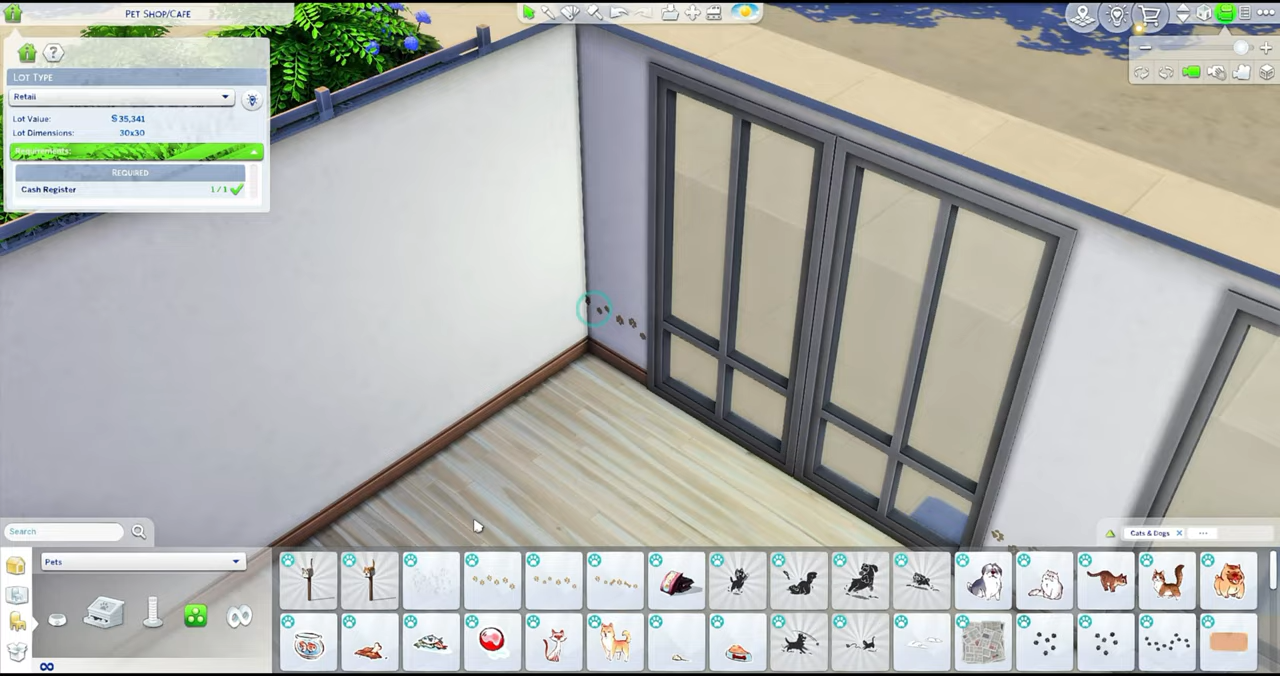 PET SHOP/CAFE
LOT TYPE
Retail
Lot Value: §35,341
Lot Dimensions: 30x30
Requirements:
REQUIRED
Cash Register 1/1
Search
Cats & Dogs
Pets